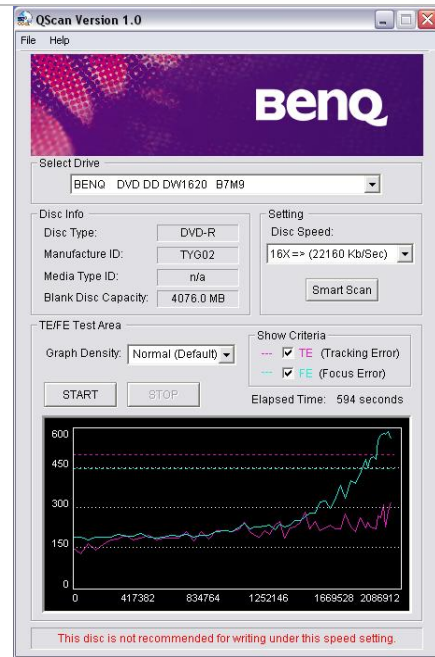 QScan Version 1.0
File Help
BenQ
Select Drive
BENQ DVD DD DW1620 B7M9
Disc Info
Disc Type: DVD-R
Manufacture ID: TYG02
Media Type ID: n/a
Blank Disc Capacity: 4076.0 MB
Setting
Disc Speed:
16X => (22160 Kb/Sec)
Smart Scan
TE/FE Test Area
Graph Density: Normal (Default)
Show Criteria
--- TE (Tracking Error)
--- FE (Focus Error)
START STOP
Elapsed Time: 594 seconds
600
450
300
150
0
0 417382 834764 1252146 1669528 2086912
This disc is not recommended for writing under this speed setting.